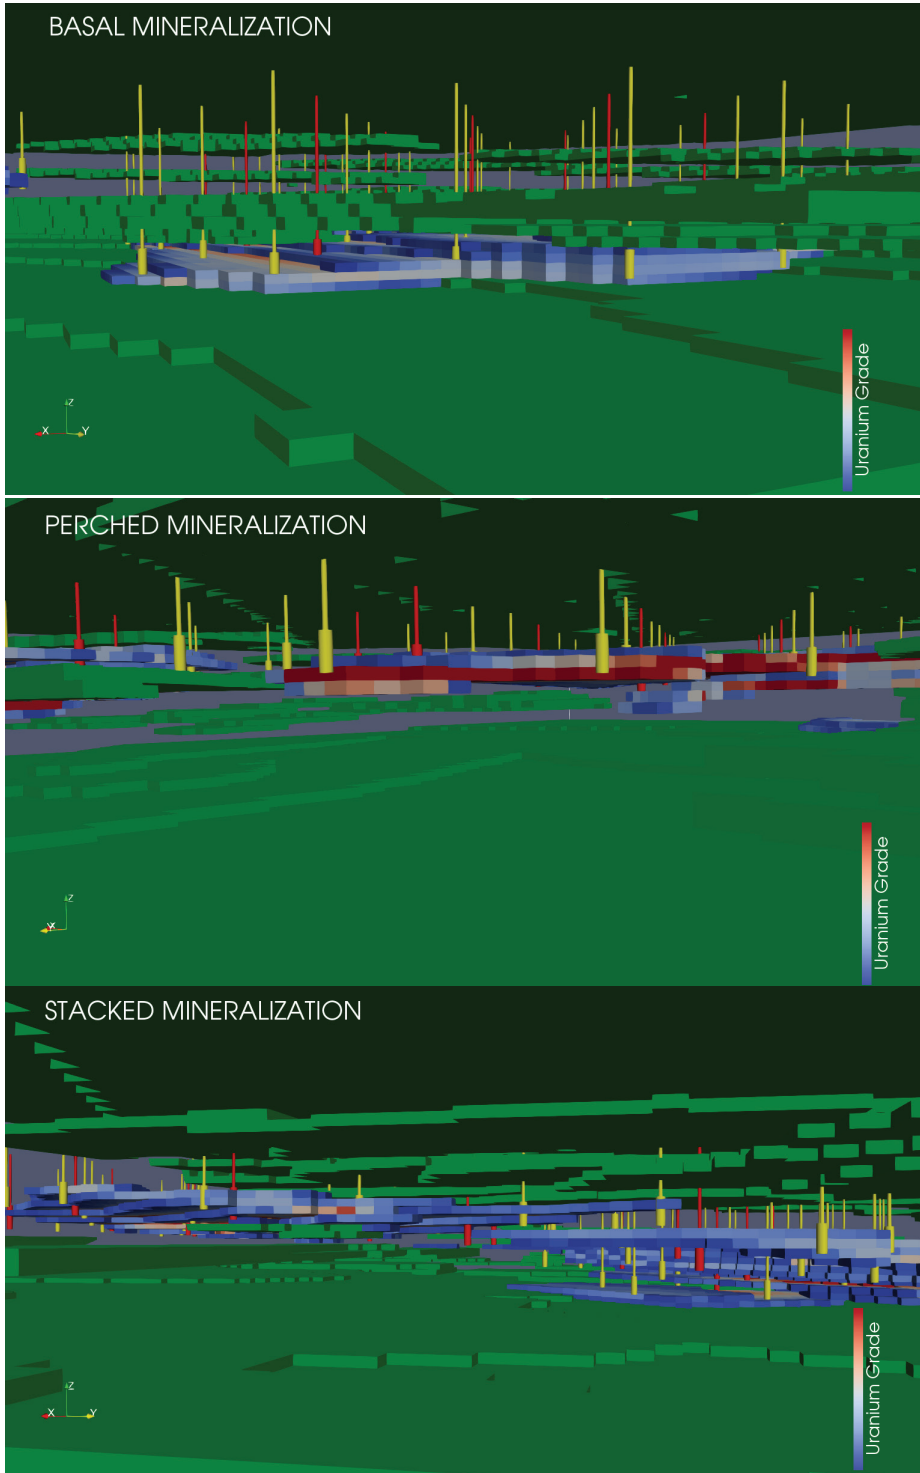 BASAL MINERALIZATION
Uranium Grade
Z
X
Y
PERCHED MINERALIZATION
Uranium Grade
Z
STACKED MINERALIZATION
Uranium Grade
Z
X
Y